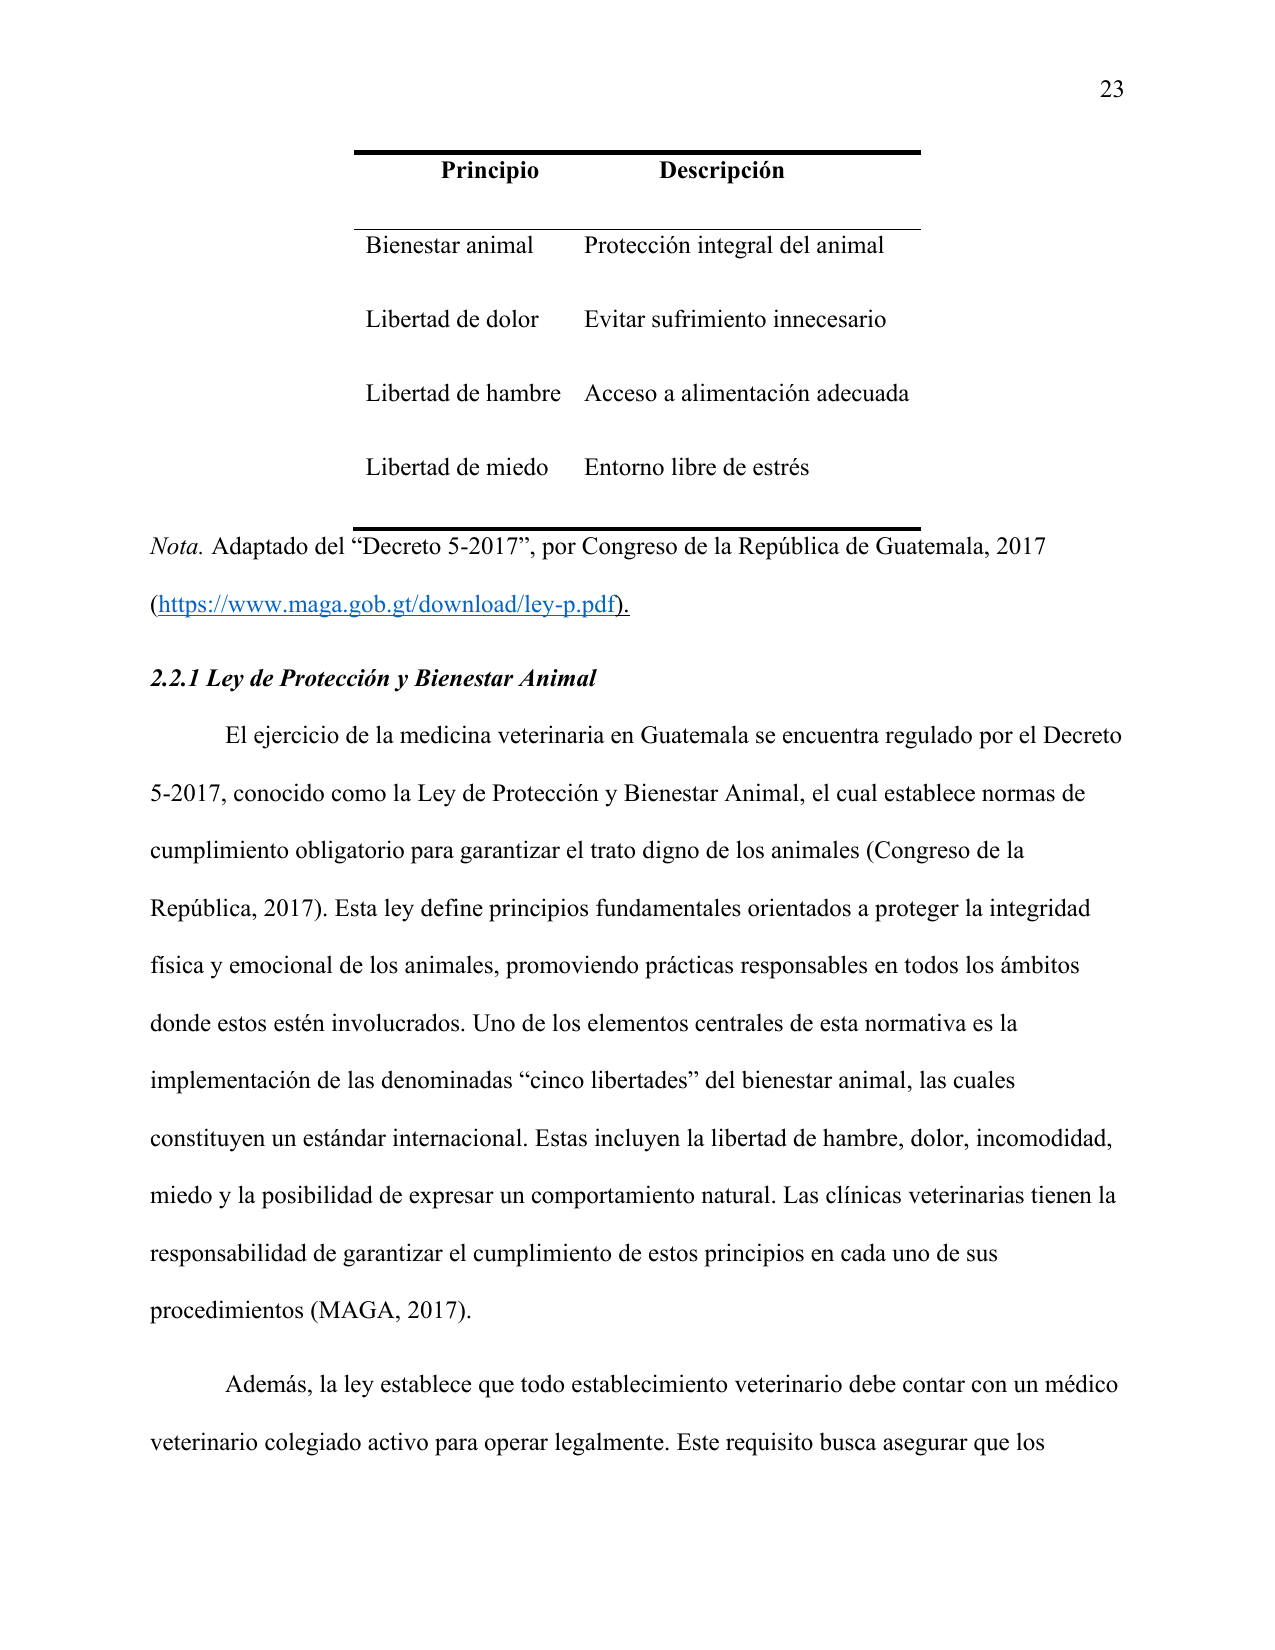 23
Principio Descripción
Bienestar animal Protección integral del animal
Libertad de dolor Evitar sufrimiento innecesario
Libertad de hambre Acceso a alimentación adecuada
Libertad de miedo Entorno libre de estrés
Nota. Adaptado del “Decreto 5-2017”, por Congreso de la República de Guatemala, 2017
(https://www.maga.gob.gt/download/ley-p.pdf).
2.2.1 Ley de Protección y Bienestar Animal
El ejercicio de la medicina veterinaria en Guatemala se encuentra regulado por el Decreto
5-2017, conocido como la Ley de Protección y Bienestar Animal, el cual establece normas de
cumplimiento obligatorio para garantizar el trato digno de los animales (Congreso de la
República, 2017). Esta ley define principios fundamentales orientados a proteger la integridad
física y emocional de los animales, promoviendo prácticas responsables en todos los ámbitos
donde estos estén involucrados. Uno de los elementos centrales de esta normativa es la
implementación de las denominadas “cinco libertades” del bienestar animal, las cuales
constituyen un estándar internacional. Estas incluyen la libertad de hambre, dolor, incomodidad,
miedo y la posibilidad de expresar un comportamiento natural. Las clínicas veterinarias tienen la
responsabilidad de garantizar el cumplimiento de estos principios en cada uno de sus
procedimientos (MAGA, 2017).
Además, la ley establece que todo establecimiento veterinario debe contar con un médico
veterinario colegiado activo para operar legalmente. Este requisito busca asegurar que los